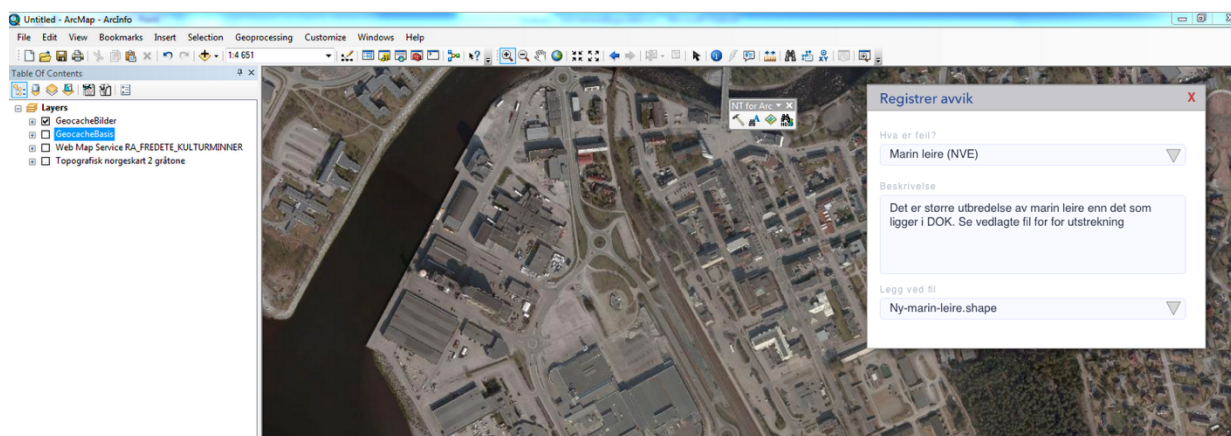 Untitled - ArcMap - ArcInfo
File Edit View Bookmarks Insert Selection Geoprocessing Customize Windows Help
1:4 651
Table Of Contents
Layers
GeocacheBilder
GeocacheBasis
Web Map Service RA_FREDETE_KULTURMINNER
Topografisk norgeskart 2 gråtone
NT for Arc
Registrer avvik
X
Hva er feil?
Marin leire (NVE)
Beskrivelse
Det er større utbredelse av marin leire enn det som
ligger i DOK. Se vedlagte fil for for utstrekning
Legg ved fil
Ny-marin-leire.shape